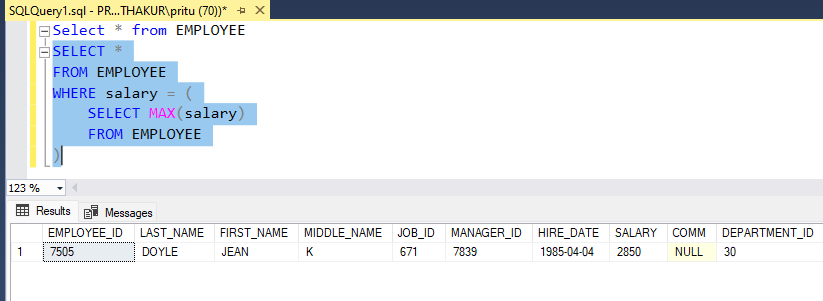 SQLQuery1.sql - PR...THAKUR\pritu (70))*
Select * from EMPLOYEE
SELECT *
FROM EMPLOYEE
WHERE salary = (
SELECT MAX(salary)
FROM EMPLOYEE
)
123 %
Results Messages
EMPLOYEE_ID LAST_NAME FIRST_NAME MIDDLE_NAME JOB_ID MANAGER_ID HIRE_DATE SALARY COMM DEPARTMENT_ID
1 7505 DOYLE JEAN K 671 7839 1985-04-04 2850 NULL 30